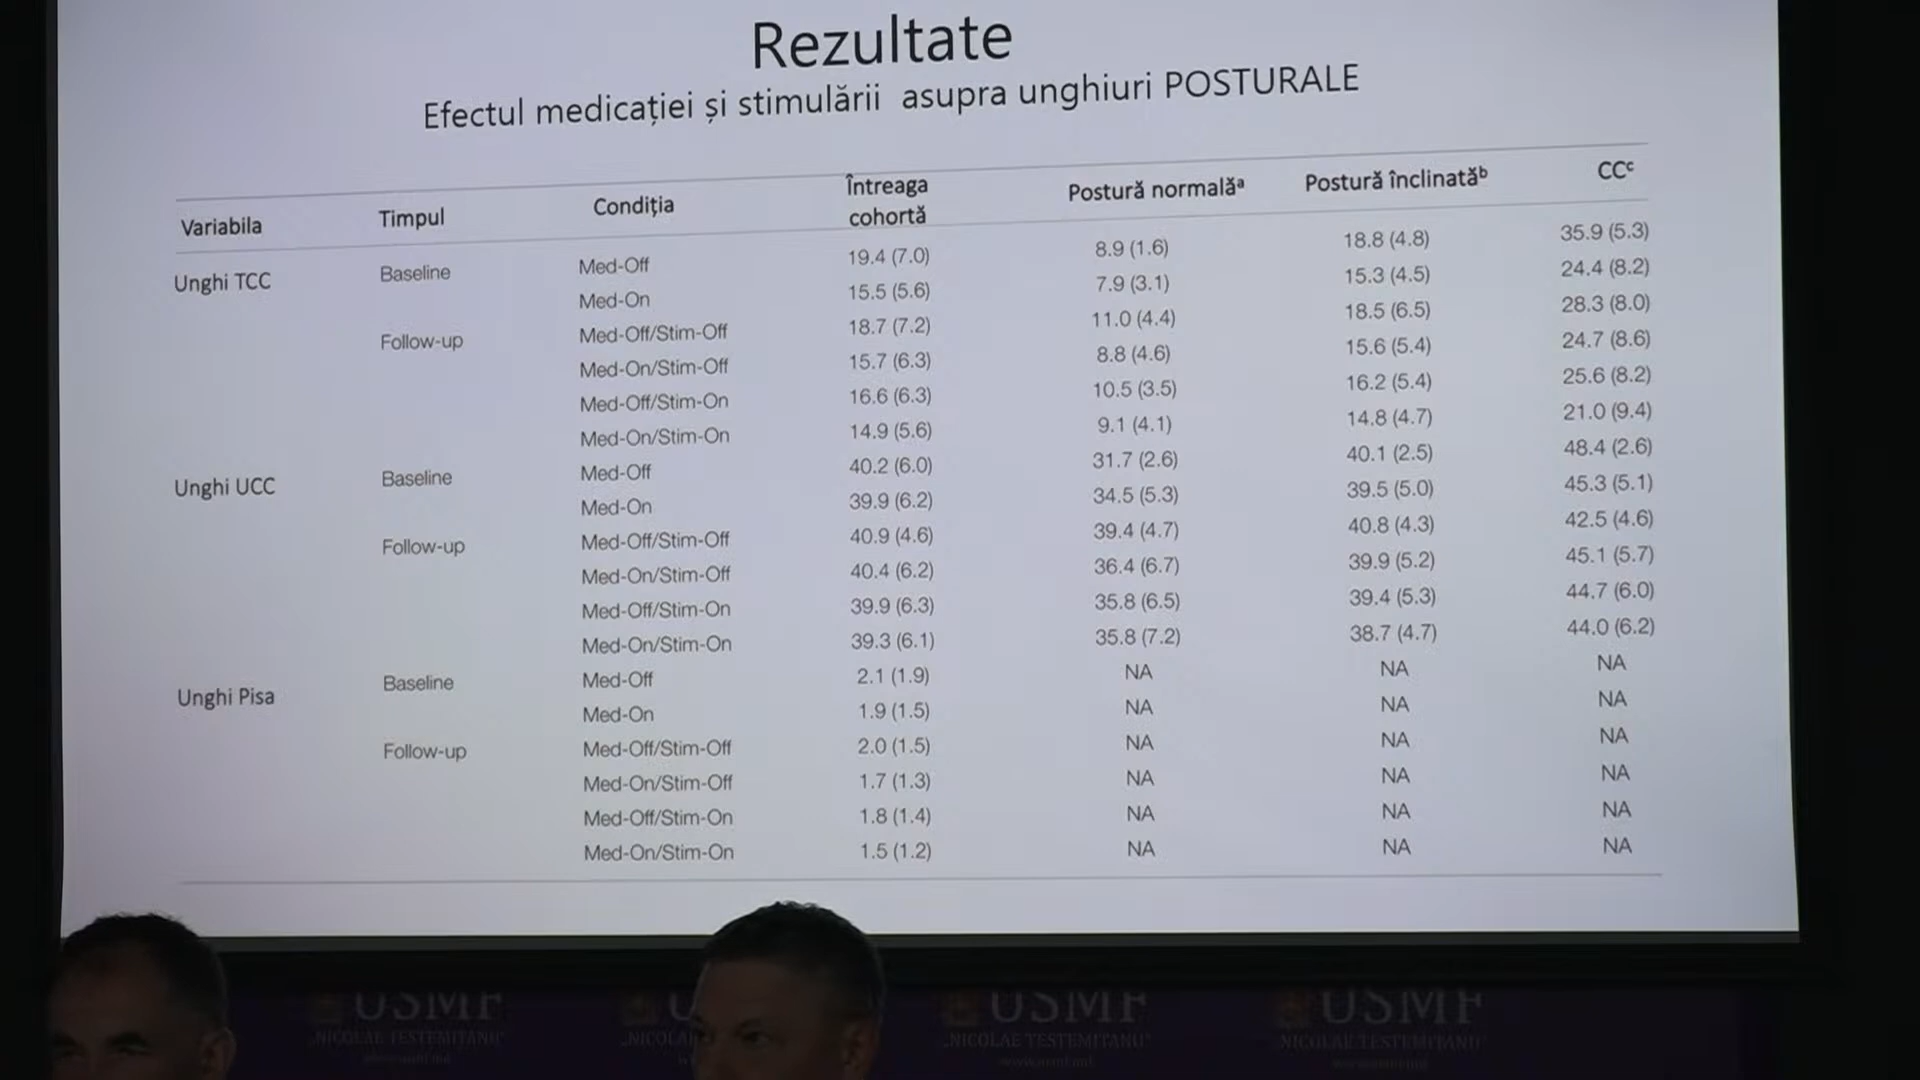 Rezultate
Efectul medicației și stimulării asupra unghiuri POSTURALE
Variabila Timpul Condiția Întreaga cohortă Postură normalăᵃ Postură înclinatăᵇ CCᶜ
Unghi TCC Baseline Med-Off 19.4 (7.0) 8.9 (1.6) 18.8 (4.8) 35.9 (5.3)
Med-On 15.5 (5.6) 7.9 (3.1) 15.3 (4.5) 24.4 (8.2)
Follow-up Med-Off/Stim-Off 18.7 (7.2) 11.0 (4.4) 18.5 (6.5) 28.3 (8.0)
Med-On/Stim-Off 15.7 (6.3) 8.8 (4.6) 15.6 (5.4) 24.7 (8.6)
Med-Off/Stim-On 16.6 (6.3) 10.5 (3.5) 16.2 (5.4) 25.6 (8.2)
Med-On/Stim-On 14.9 (5.6) 9.1 (4.1) 14.8 (4.7) 21.0 (9.4)
Unghi UCC Baseline Med-Off 40.2 (6.0) 31.7 (2.6) 40.1 (2.5) 48.4 (2.6)
Med-On 39.9 (6.2) 34.5 (5.3) 39.5 (5.0) 45.3 (5.1)
Follow-up Med-Off/Stim-Off 40.9 (4.6) 39.4 (4.7) 40.8 (4.3) 42.5 (4.6)
Med-On/Stim-Off 40.4 (6.2) 36.4 (6.7) 39.9 (5.2) 45.1 (5.7)
Med-Off/Stim-On 39.9 (6.3) 35.8 (6.5) 39.4 (5.3) 44.7 (6.0)
Med-On/Stim-On 39.3 (6.1) 35.8 (7.2) 38.7 (4.7) 44.0 (6.2)
Unghi Pisa Baseline Med-Off 2.1 (1.9) NA NA NA
Med-On 1.9 (1.5) NA NA NA
Follow-up Med-Off/Stim-Off 2.0 (1.5) NA NA NA
Med-On/Stim-Off 1.7 (1.3) NA NA NA
Med-Off/Stim-On 1.8 (1.4) NA NA NA
Med-On/Stim-On 1.5 (1.2) NA NA NA
USMF USMF USMF
„NICOLAE TESTEMIȚANU" „NICOLAE TESTEMIȚANU" „NICOLAE TESTEMIȚANU"